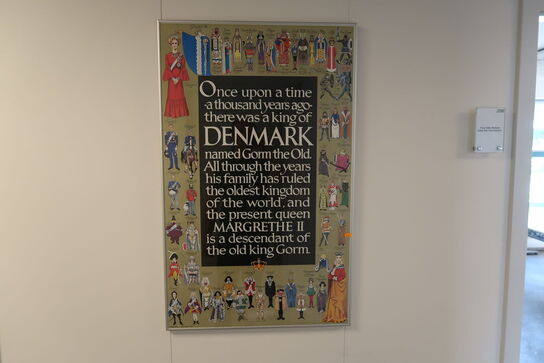 Once upon a time
-a thousand years ago-
there was a king of
DENMARK
named Gorm the Old.
All through the years
his family has ruled
the oldest kingdom
of the world, and
the present queen
MARGRETHE II
is a descendant of
the old king Gorm.